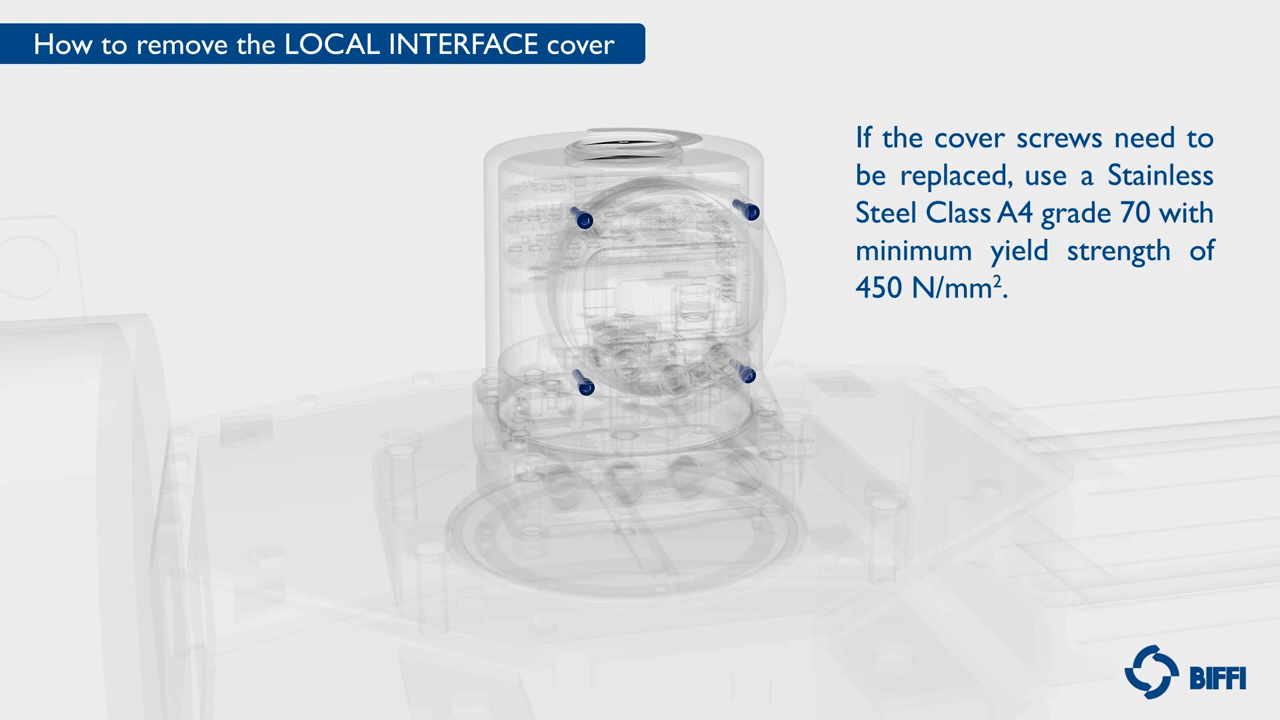 How to remove the LOCAL INTERFACE cover
If the cover screws need to
be replaced, use a Stainless
Steel Class A4 grade 70 with
minimum yield strength of
450 N/mm².
BIFFI